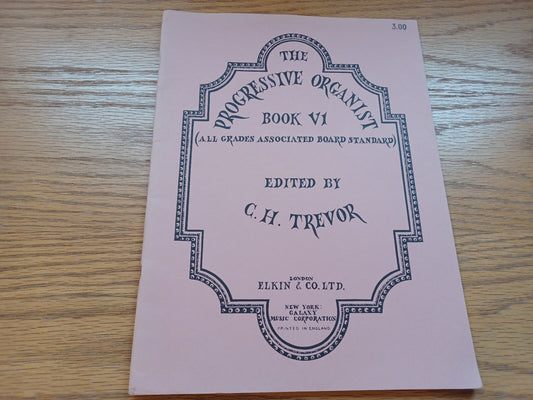 3.00
THE
PROGRESSIVE ORGANIST
BOOK VI
(ALL GRADES ASSOCIATED BOARD STANDARD)
EDITED BY
C. H. TREVOR
LONDON
ELKIN & CO. LTD.
NEW YORK:
GALAXY
MUSIC CORPORATION
PRINTED IN ENGLAND